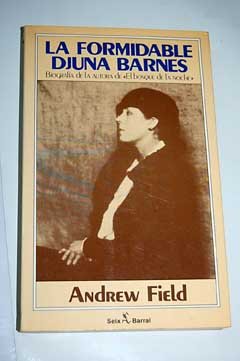 LA FORMIDABLE
DJUNA BARNES
Biografía de la autora de «El bosque de la noche»
Andrew Field
Seix Barral